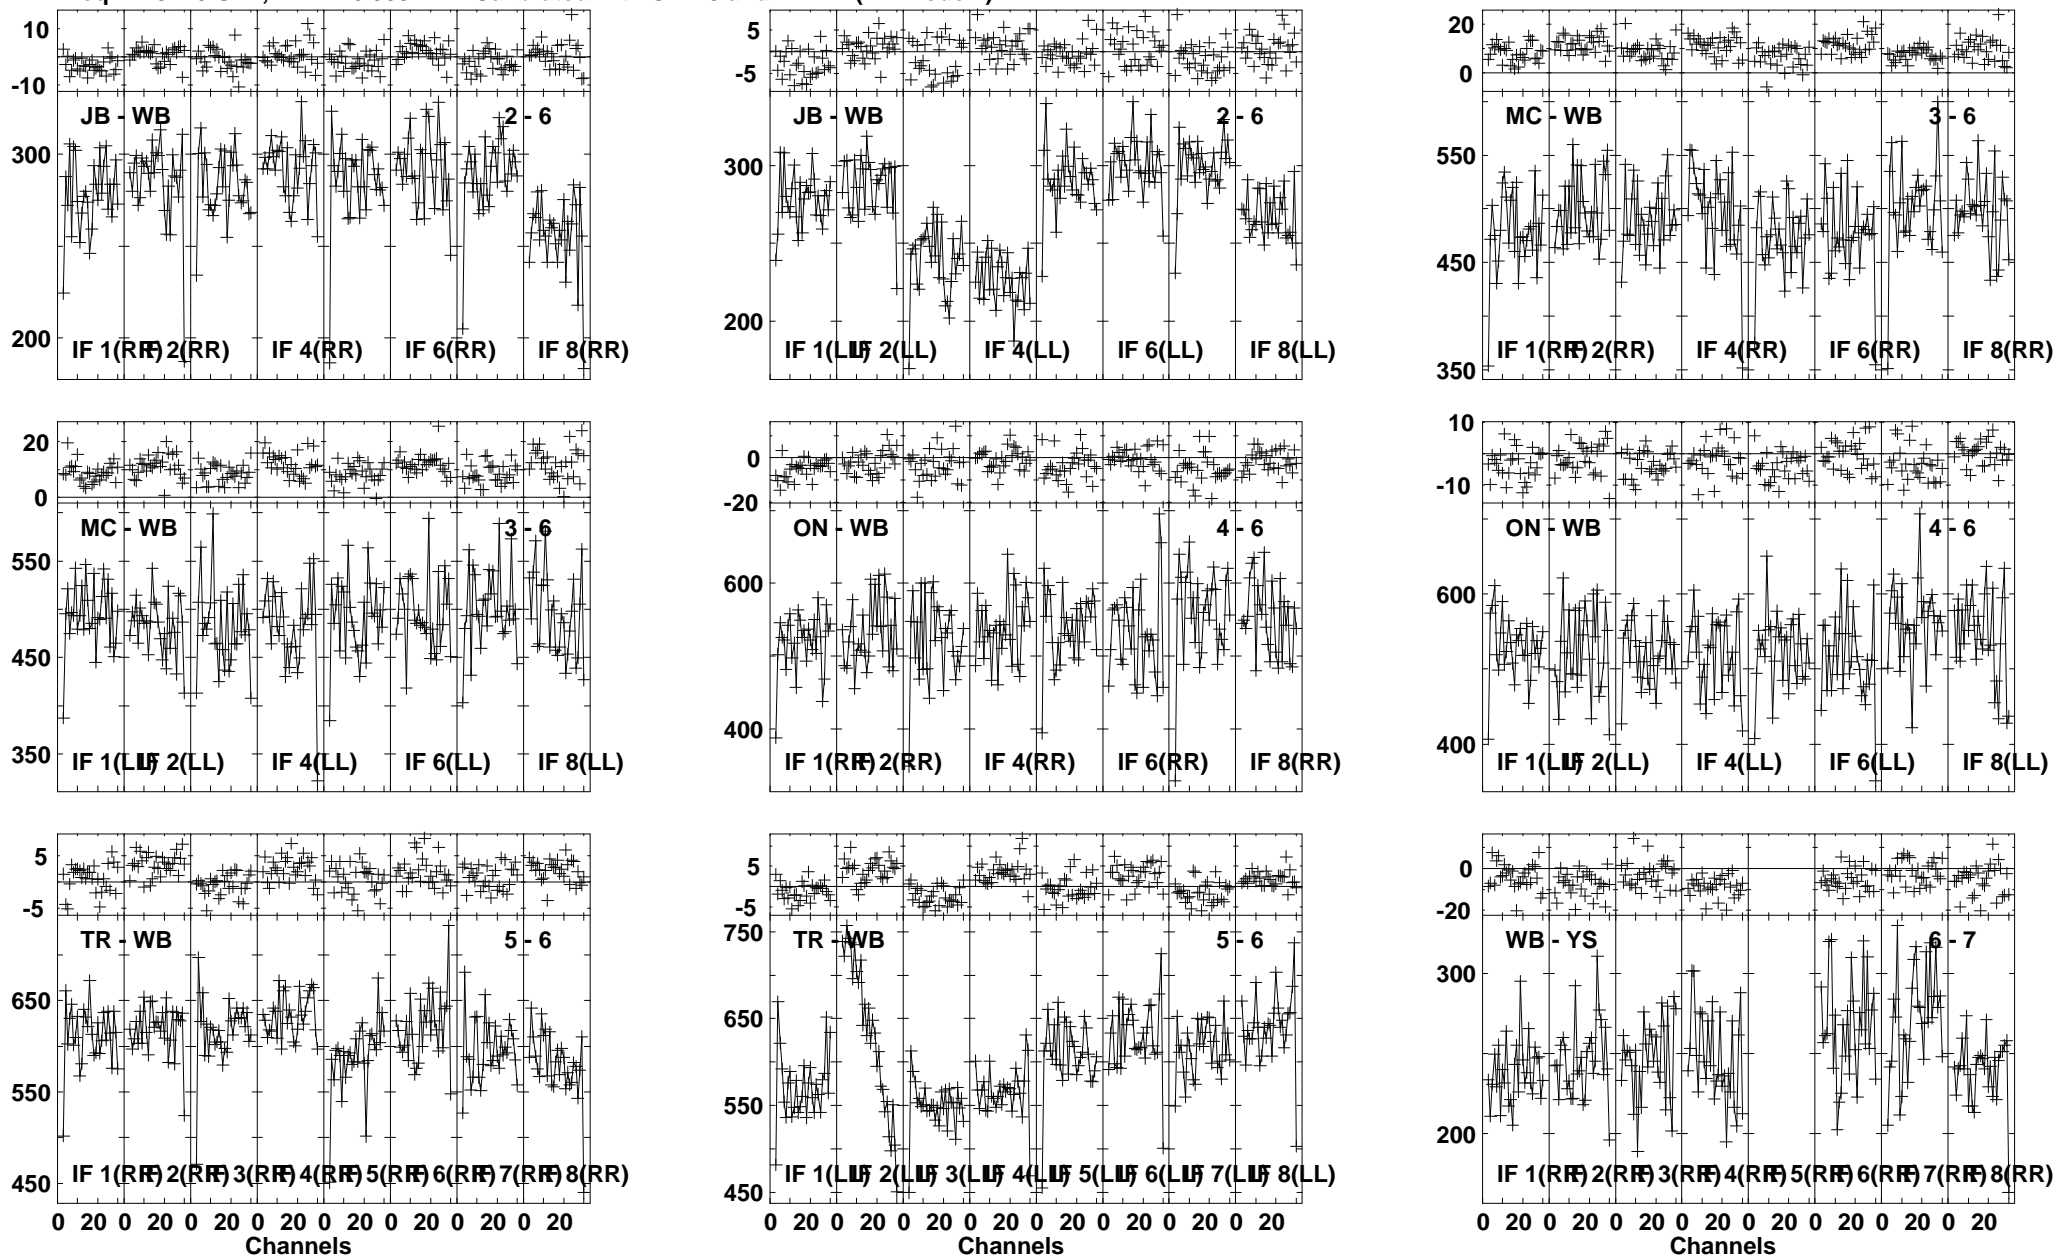 10
-10
JB - WB
2 - 6
300
200
IF 1(RR)
IF 2(RR)
IF 4(RR)
IF 6(RR)
IF 8(RR)
5
-5
JB - WB
2 - 6
300
200
IF 1(LL)
IF 2(LL)
IF 4(LL)
IF 6(LL)
IF 8(LL)
20
0
MC - WB
3 - 6
550
450
350
IF 1(RR)
IF 2(RR)
IF 4(RR)
IF 6(RR)
IF 8(RR)
20
0
MC - WB
3 - 6
550
450
350
IF 1(LL)
IF 2(LL)
IF 4(LL)
IF 6(LL)
IF 8(LL)
0
-20
ON - WB
4 - 6
600
400
IF 1(RR)
IF 2(RR)
IF 4(RR)
IF 6(RR)
IF 8(RR)
10
-10
ON - WB
4 - 6
600
400
IF 1(LL)
IF 2(LL)
IF 4(LL)
IF 6(LL)
IF 8(LL)
5
-5
TR - WB
5 - 6
650
550
450
IF 1(RR)
IF 2(RR)
IF 3(RR)
IF 4(RR)
IF 5(RR)
IF 6(RR)
IF 7(RR)
IF 8(RR)
0 20 0 20 0 20 0 20 0 20 0 20 0 20 0 20
Channels
5
-5
TR - WB
5 - 6
750
650
550
450
IF 1(LL)
IF 2(LL)
IF 3(LL)
IF 4(LL)
IF 5(LL)
IF 6(LL)
IF 7(LL)
IF 8(LL)
0 20 0 20 0 20 0 20 0 20 0 20 0 20 0 20
Channels
0
-20
WB - YS
6 - 7
300
200
IF 1(RR)
IF 2(RR)
IF 3(RR)
IF 4(RR)
IF 5(RR)
IF 6(RR)
IF 7(RR)
IF 8(RR)
0 20 0 20 0 20 0 20 0 20 0 20 0 20 0 20
Channels